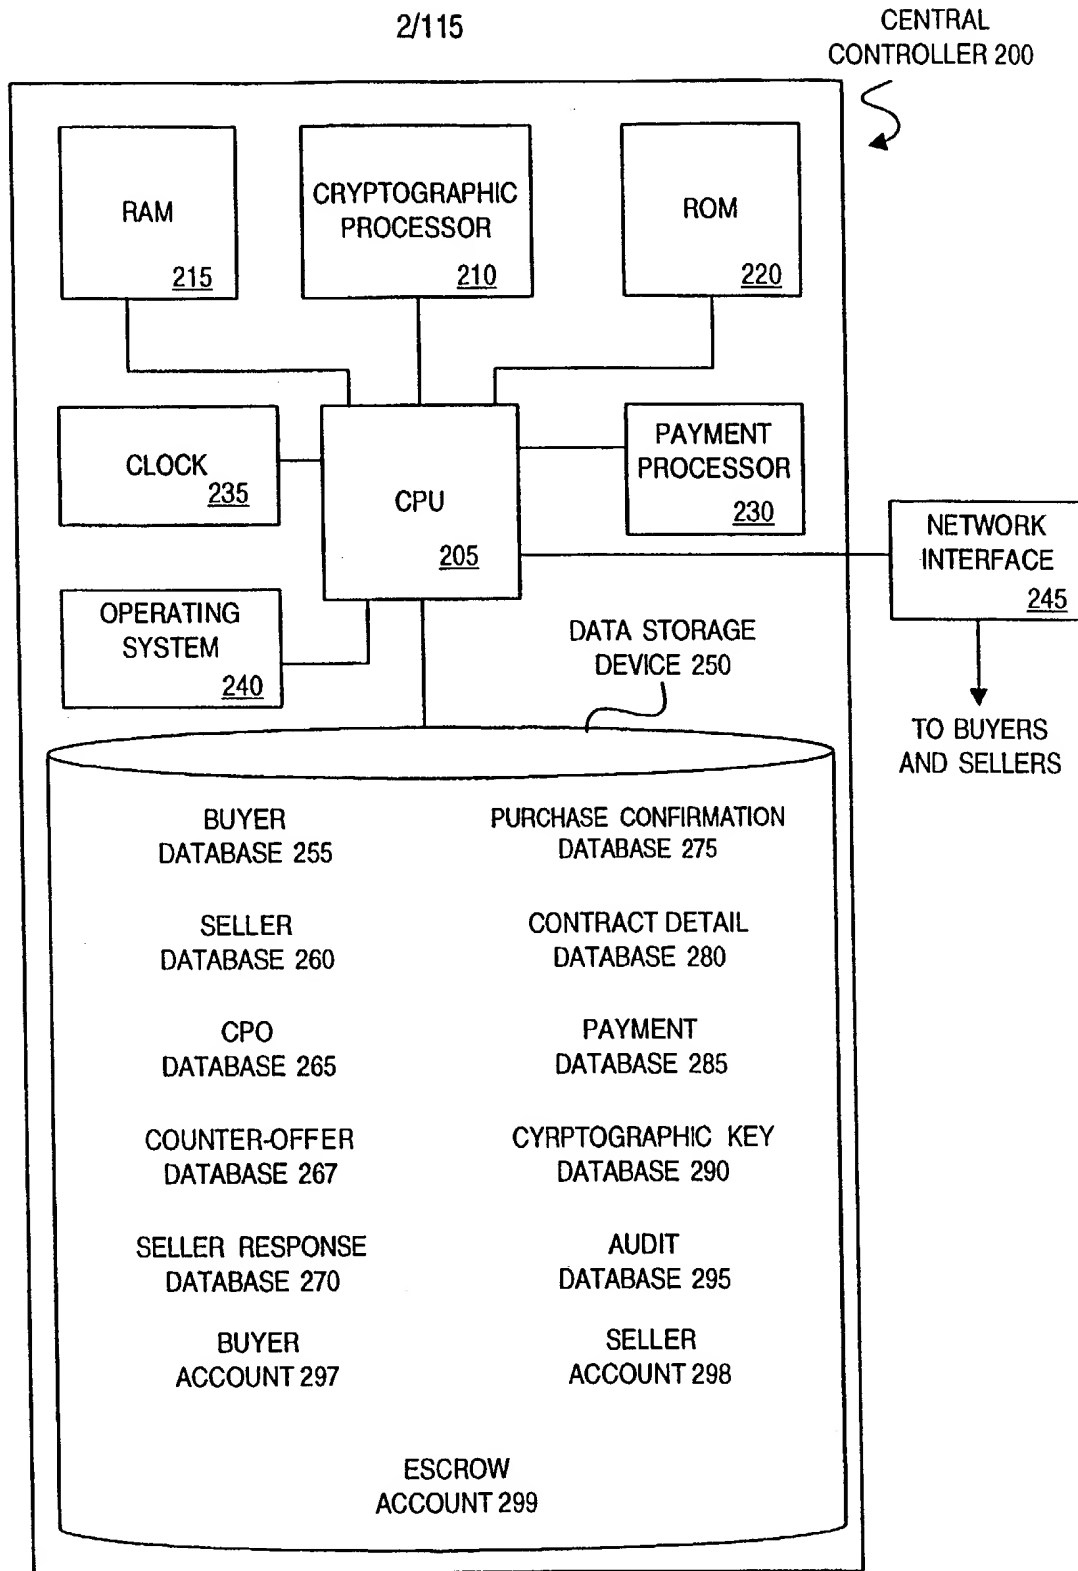 2/115
CENTRAL
CONTROLLER 200
RAM
215
CRYPTOGRAPHIC
PROCESSOR
210
ROM
220
CLOCK
235
CPU
205
PAYMENT
PROCESSOR
230
NETWORK
INTERFACE
245
OPERATING
SYSTEM
240
DATA STORAGE
DEVICE 250
TO BUYERS
AND SELLERS
BUYER
DATABASE 255
PURCHASE CONFIRMATION
DATABASE 275
SELLER
DATABASE 260
CONTRACT DETAIL
DATABASE 280
CPO
DATABASE 265
PAYMENT
DATABASE 285
COUNTER-OFFER
DATABASE 267
CYRPTOGRAPHIC KEY
DATABASE 290
SELLER RESPONSE
DATABASE 270
AUDIT
DATABASE 295
BUYER
ACCOUNT 297
SELLER
ACCOUNT 298
ESCROW
ACCOUNT 299